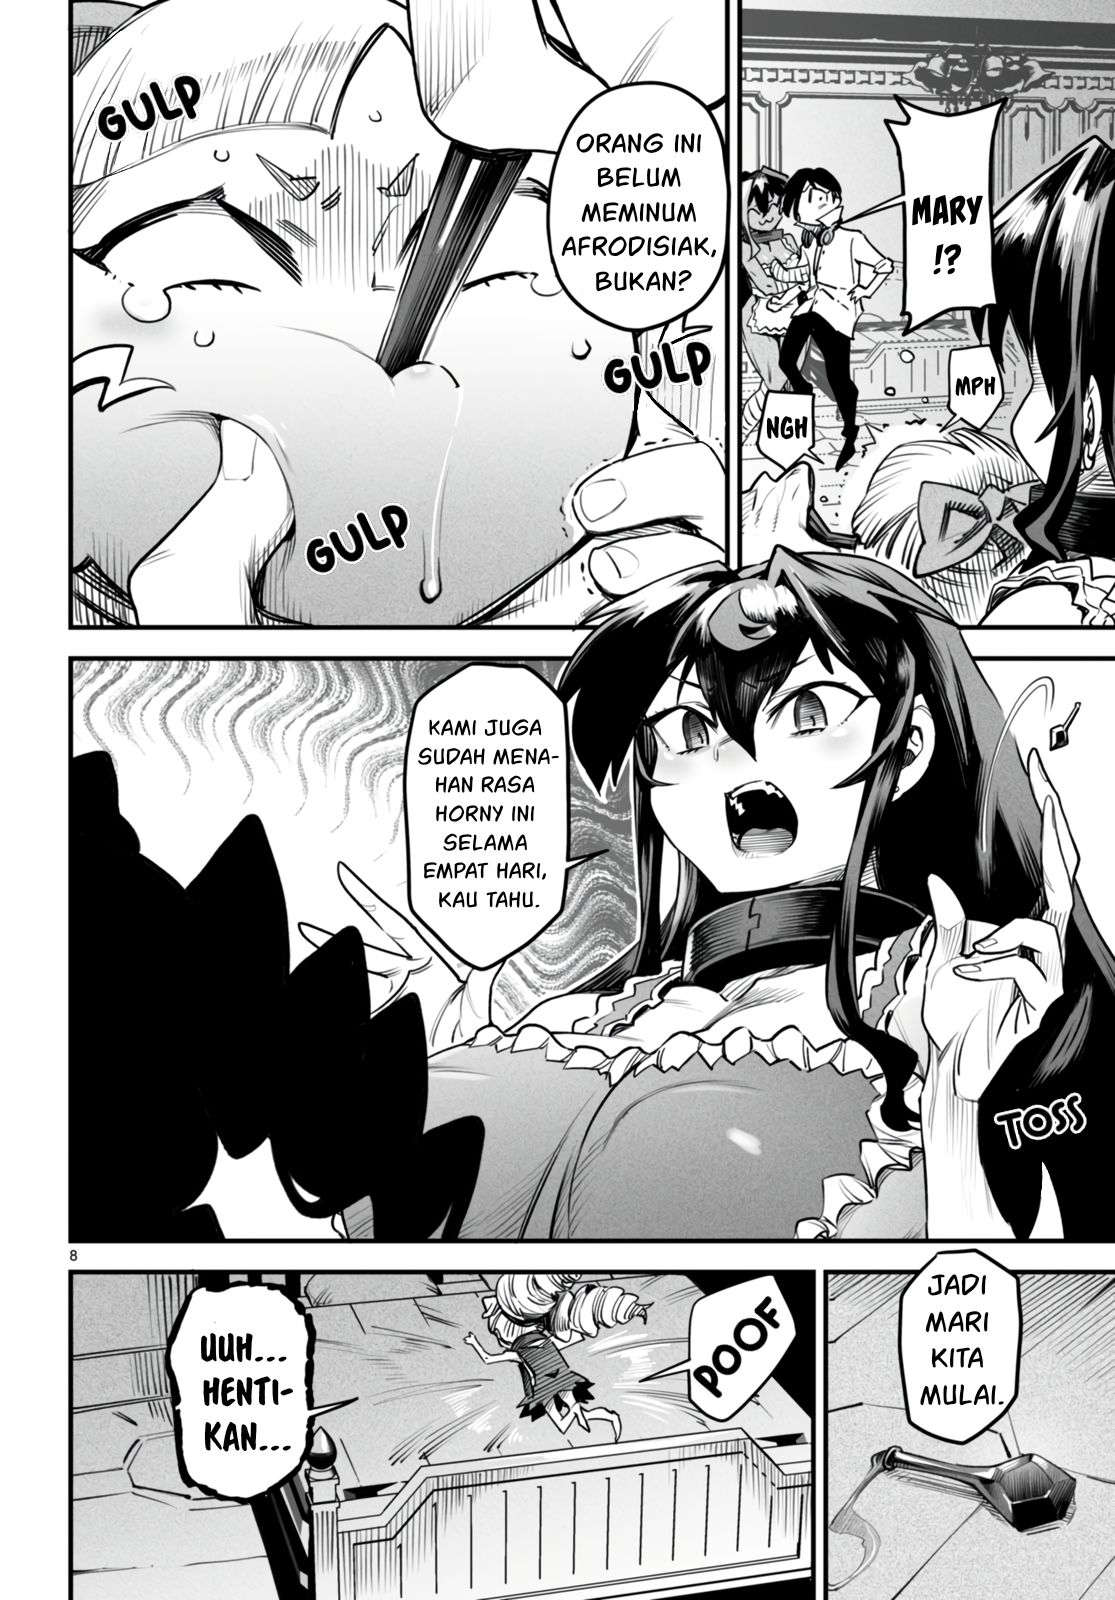 MARY
!?
MPH
NGH
ORANG INI
BELUM
MEMINUM
AFRODISIAK,
BUKAN?
GULP
GULP
GULP
KAMI JUGA
SUDAH MENA-
HAN RASA
HORNY INI
SELAMA
EMPAT HARI,
KAU TAHU.
TOSS
8
JADI
MARI
KITA
MULAI.
POOF
UUH...
HENTI-
KAN...